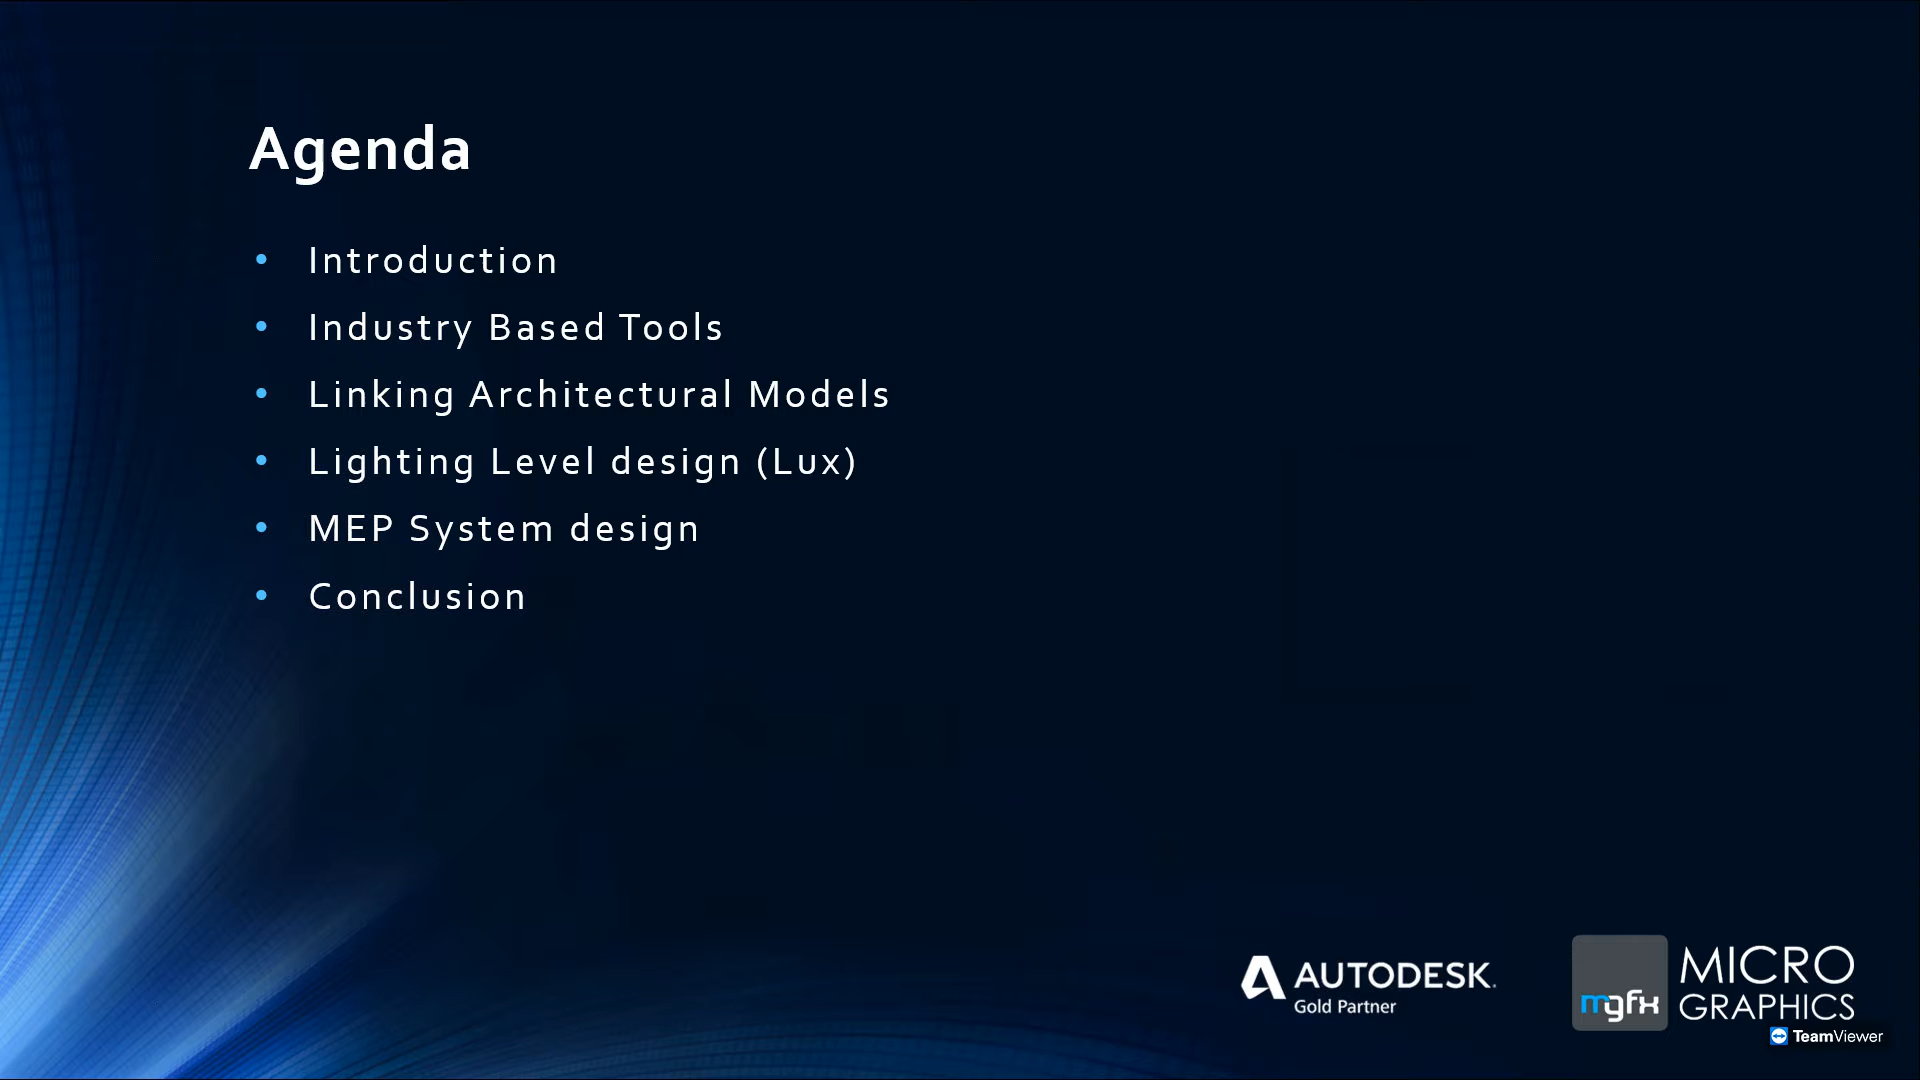 Agenda
• Introduction
• Industry Based Tools
• Linking Architectural Models
• Lighting Level design (Lux)
• MEP System design
• Conclusion
AUTODESK.
Gold Partner
mgfx
MICRO
GRAPHICS
TeamViewer